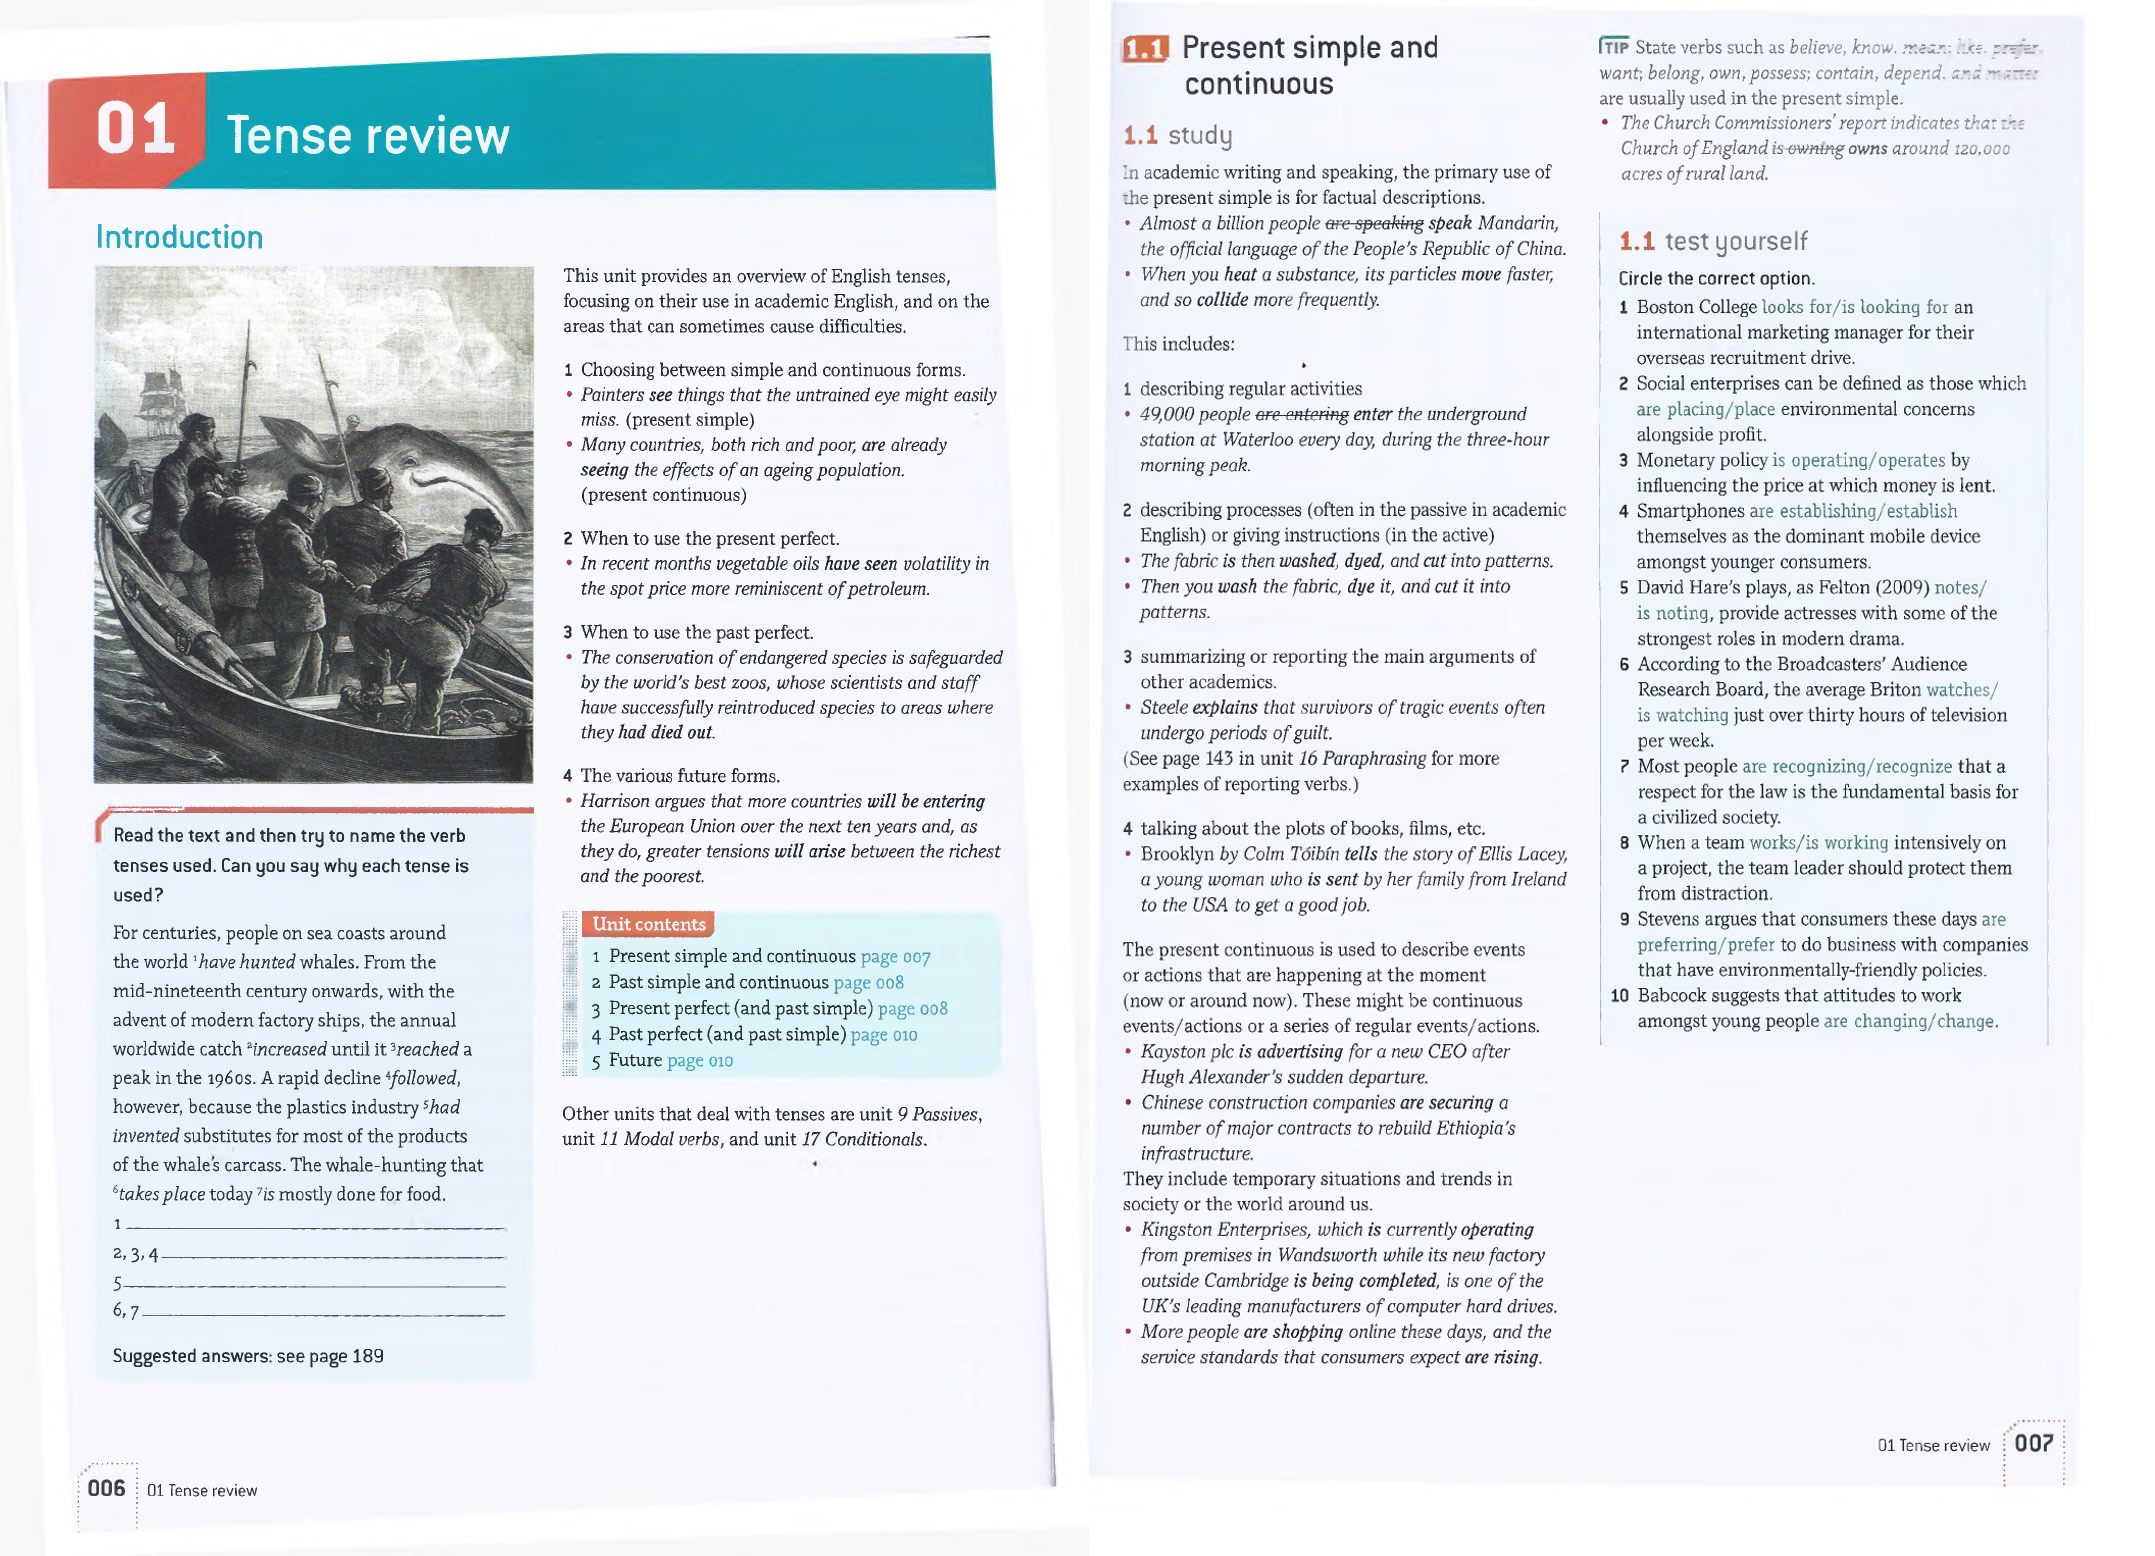 01 Tense review
Introduction
Read the text and then try to name the verb
tenses used. Can you say why each tense is
used?
For centuries, people on sea coasts around
the world ¹have hunted whales. From the
mid-nineteenth century onwards, with the
advent of modern factory ships, the annual
worldwide catch ²increased until it ³reached a
peak in the 1960s. A rapid decline ⁴followed,
however, because the plastics industry ⁵had
invented substitutes for most of the products
of the whale's carcass. The whale-hunting that
⁶takes place today ⁷is mostly done for food.
1
2, 3, 4
5
6, 7
Suggested answers: see page 189
This unit provides an overview of English tenses,
focusing on their use in academic English, and on the
areas that can sometimes cause difficulties.
1 Choosing between simple and continuous forms.
• Painters see things that the untrained eye might easily
miss. (present simple)
• Many countries, both rich and poor, are already
seeing the effects of an ageing population.
(present continuous)
2 When to use the present perfect.
• In recent months vegetable oils have seen volatility in
the spot price more reminiscent of petroleum.
3 When to use the past perfect.
• The conservation of endangered species is safeguarded
by the world's best zoos, whose scientists and staff
have successfully reintroduced species to areas where
they had died out.
4 The various future forms.
• Harrison argues that more countries will be entering
the European Union over the next ten years and, as
they do, greater tensions will arise between the richest
and the poorest.
Unit contents
1 Present simple and continuous page 007
2 Past simple and continuous page 008
3 Present perfect (and past simple) page 008
4 Past perfect (and past simple) page 010
5 Future page 010
Other units that deal with tenses are unit 9 Passives,
unit 11 Modal verbs, and unit 17 Conditionals.
006 01 Tense review
1.1 Present simple and
continuous
1.1 study
In academic writing and speaking, the primary use of
the present simple is for factual descriptions.
• Almost a billion people are speaking speak Mandarin,
the official language of the People's Republic of China.
• When you heat a substance, its particles move faster,
and so collide more frequently.
This includes:
1 describing regular activities
• 49,000 people are entering enter the underground
station at Waterloo every day, during the three-hour
morning peak.
2 describing processes (often in the passive in academic
English) or giving instructions (in the active)
• The fabric is then washed, dyed, and cut into patterns.
• Then you wash the fabric, dye it, and cut it into
patterns.
3 summarizing or reporting the main arguments of
other academics.
• Steele explains that survivors of tragic events often
undergo periods of guilt.
(See page 143 in unit 16 Paraphrasing for more
examples of reporting verbs.)
4 talking about the plots of books, films, etc.
• Brooklyn by Colm Tóibín tells the story of Ellis Lacey,
a young woman who is sent by her family from Ireland
to the USA to get a good job.
The present continuous is used to describe events
or actions that are happening at the moment
(now or around now). These might be continuous
events/actions or a series of regular events/actions.
• Kayston plc is advertising for a new CEO after
Hugh Alexander's sudden departure.
• Chinese construction companies are securing a
number of major contracts to rebuild Ethiopia's
infrastructure.
They include temporary situations and trends in
society or the world around us.
• Kingston Enterprises, which is currently operating
from premises in Wandsworth while its new factory
outside Cambridge is being completed, is one of the
UK's leading manufacturers of computer hard drives.
• More people are shopping online these days, and the
service standards that consumers expect are rising.
TIP State verbs such as believe, know, mean; like, prefer,
want; belong, own, possess; contain, depend, and matter
are usually used in the present simple.
• The Church Commissioners' report indicates that the
Church of England is owning owns around 120,000
acres of rural land.
1.1 test yourself
Circle the correct option.
1 Boston College looks for/is looking for an
international marketing manager for their
overseas recruitment drive.
2 Social enterprises can be defined as those which
are placing/place environmental concerns
alongside profit.
3 Monetary policy is operating/operates by
influencing the price at which money is lent.
4 Smartphones are establishing/establish
themselves as the dominant mobile device
amongst younger consumers.
5 David Hare's plays, as Felton (2009) notes/
is noting, provide actresses with some of the
strongest roles in modern drama.
6 According to the Broadcasters' Audience
Research Board, the average Briton watches/
is watching just over thirty hours of television
per week.
7 Most people are recognizing/recognize that a
respect for the law is the fundamental basis for
a civilized society.
8 When a team works/is working intensively on
a project, the team leader should protect them
from distraction.
9 Stevens argues that consumers these days are
preferring/prefer to do business with companies
that have environmentally-friendly policies.
10 Babcock suggests that attitudes to work
amongst young people are changing/change.
01 Tense review 007